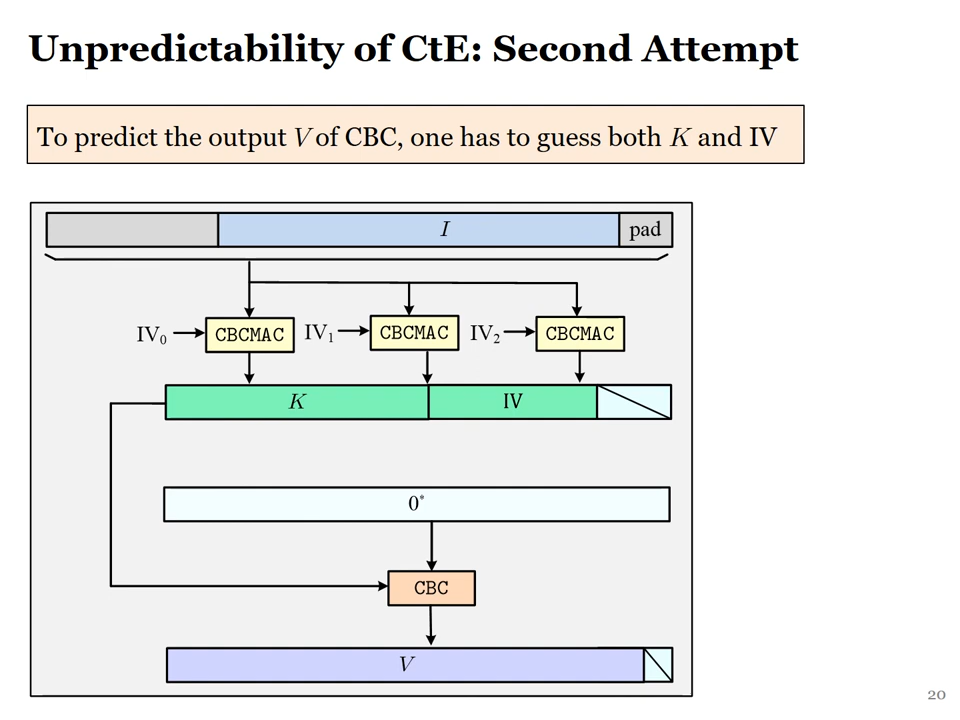 Unpredictability of CtE: Second Attempt
To predict the output V of CBC, one has to guess both K and IV
I pad
IV₀ CBCMAC IV₁ CBCMAC IV₂ CBCMAC
K IV
0*
CBC
V
20